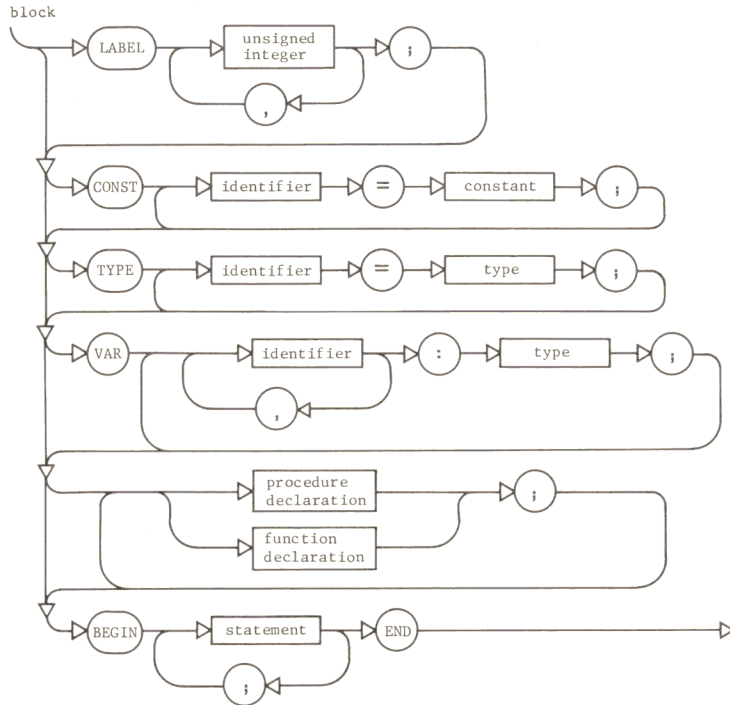 block
LABEL unsigned integer ;
,
CONST identifier = constant ;
TYPE identifier = type ;
VAR identifier : type ;
,
procedure declaration ;
function declaration
BEGIN statement END
;